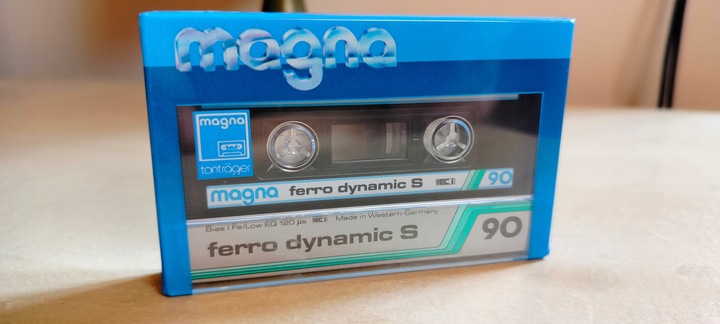 magna
magna
tonträger
magna ferro dynamic S IEC I 90
Bias I Fe/Low EQ 120 µs IEC I Made in Western-Germany
ferro dynamic S 90